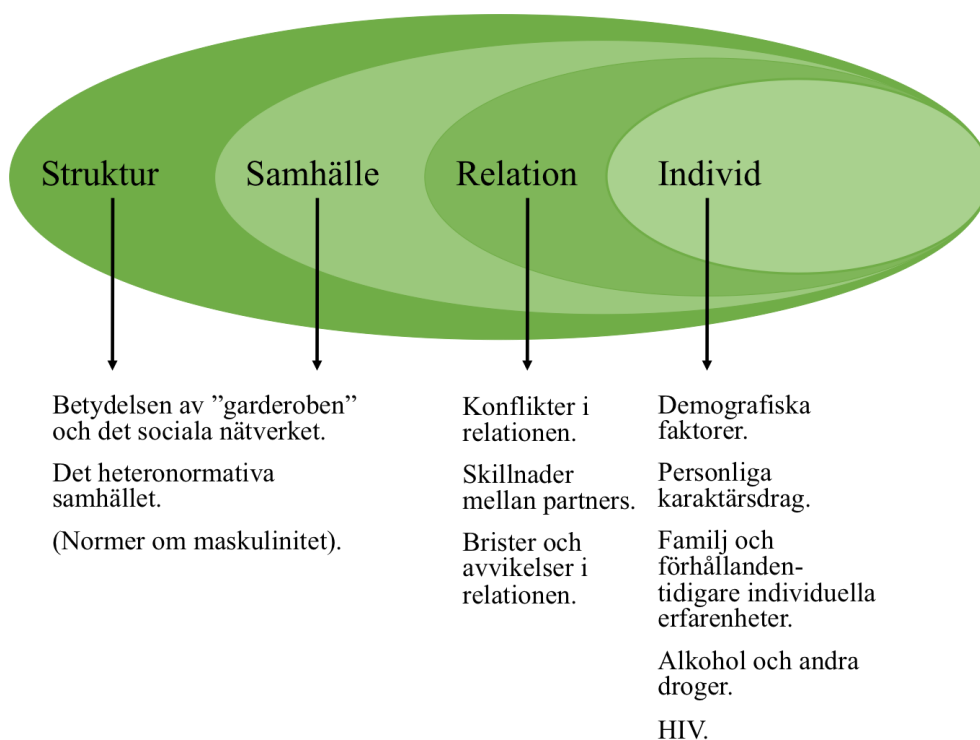 Struktur
Samhälle
Relation
Individ
Betydelsen av ”garderoben”
och det sociala nätverket.
Det heteronormativa
samhället.
(Normer om maskulinitet).
Konflikter i
relationen.
Skillnader
mellan partners.
Brister och
avvikelser i
relationen.
Demografiska
faktorer.
Personliga
karaktärsdrag.
Familj och
förhållanden-
tidigare individuella
erfarenheter.
Alkohol och andra
droger.
HIV.